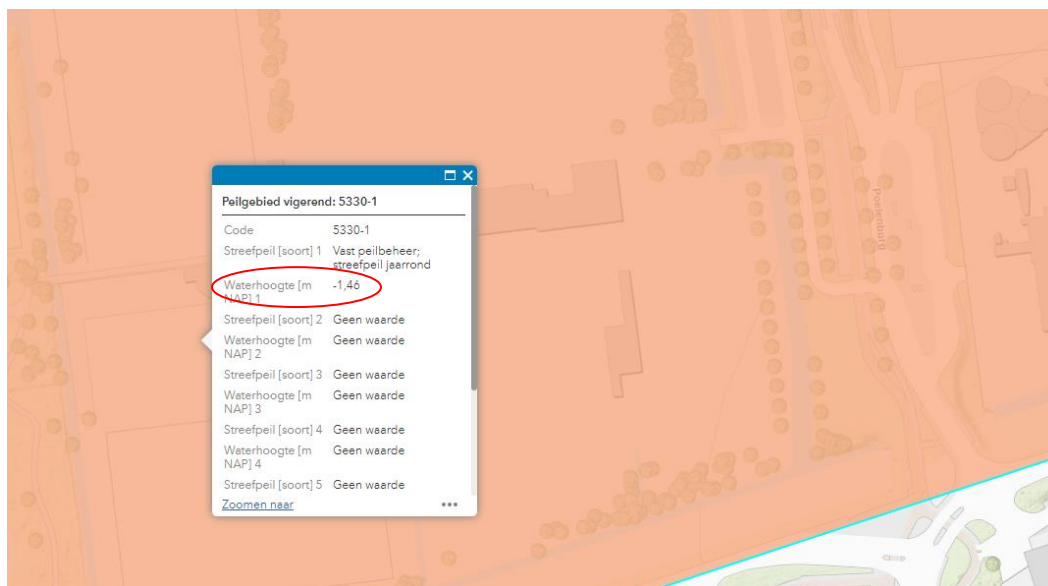 Peilgebied vigerend: 5330-1
Code 5330-1
Streefpeil [soort] 1 Vast peilbeheer;
streefpeil jaarrond
Waterhoogte [m -1,46
NAP] 1
Streefpeil [soort] 2 Geen waarde
Waterhoogte [m Geen waarde
NAP] 2
Streefpeil [soort] 3 Geen waarde
Waterhoogte [m Geen waarde
NAP] 3
Streefpeil [soort] 4 Geen waarde
Waterhoogte [m Geen waarde
NAP] 4
Streefpeil [soort] 5 Geen waarde
Zoomen naar
Poelenburg